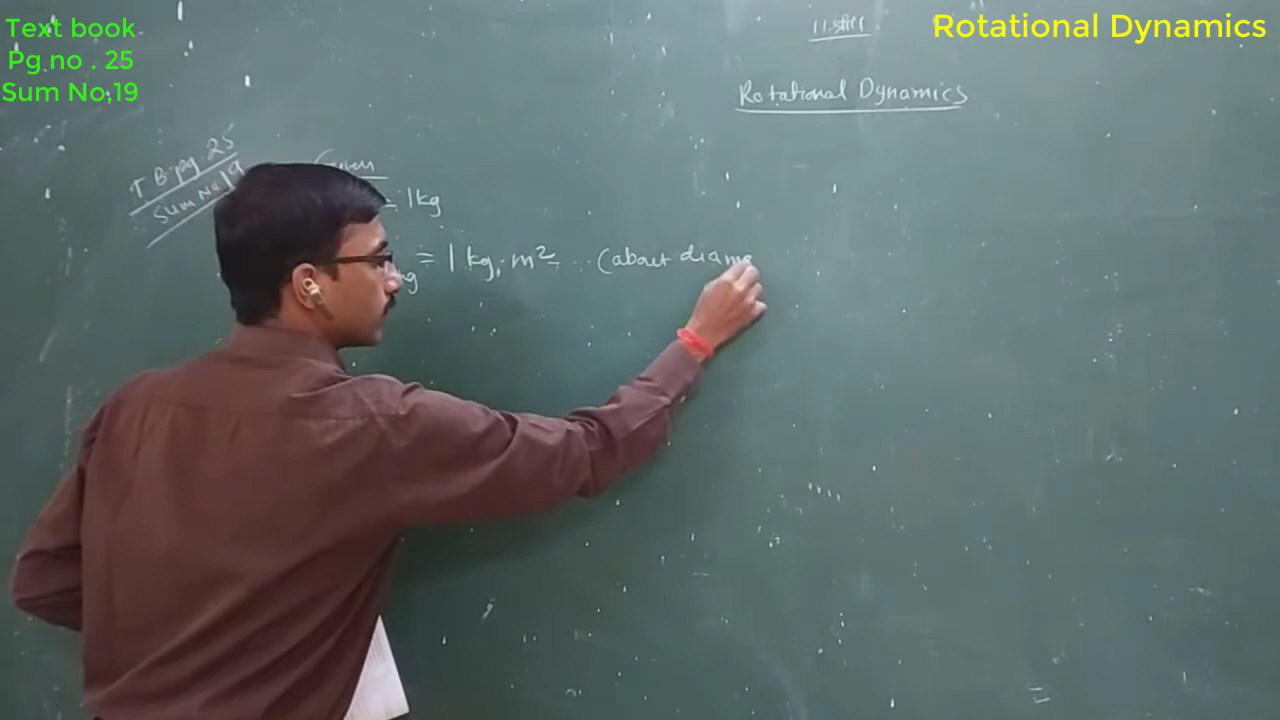 Text book
Pg no . 25
Sum No,19
Rotational Dynamics
Rotational Dynamics
T B pg 25
Sum No 19
Given
= 1kg
= 1 kg. m² .. (about diame